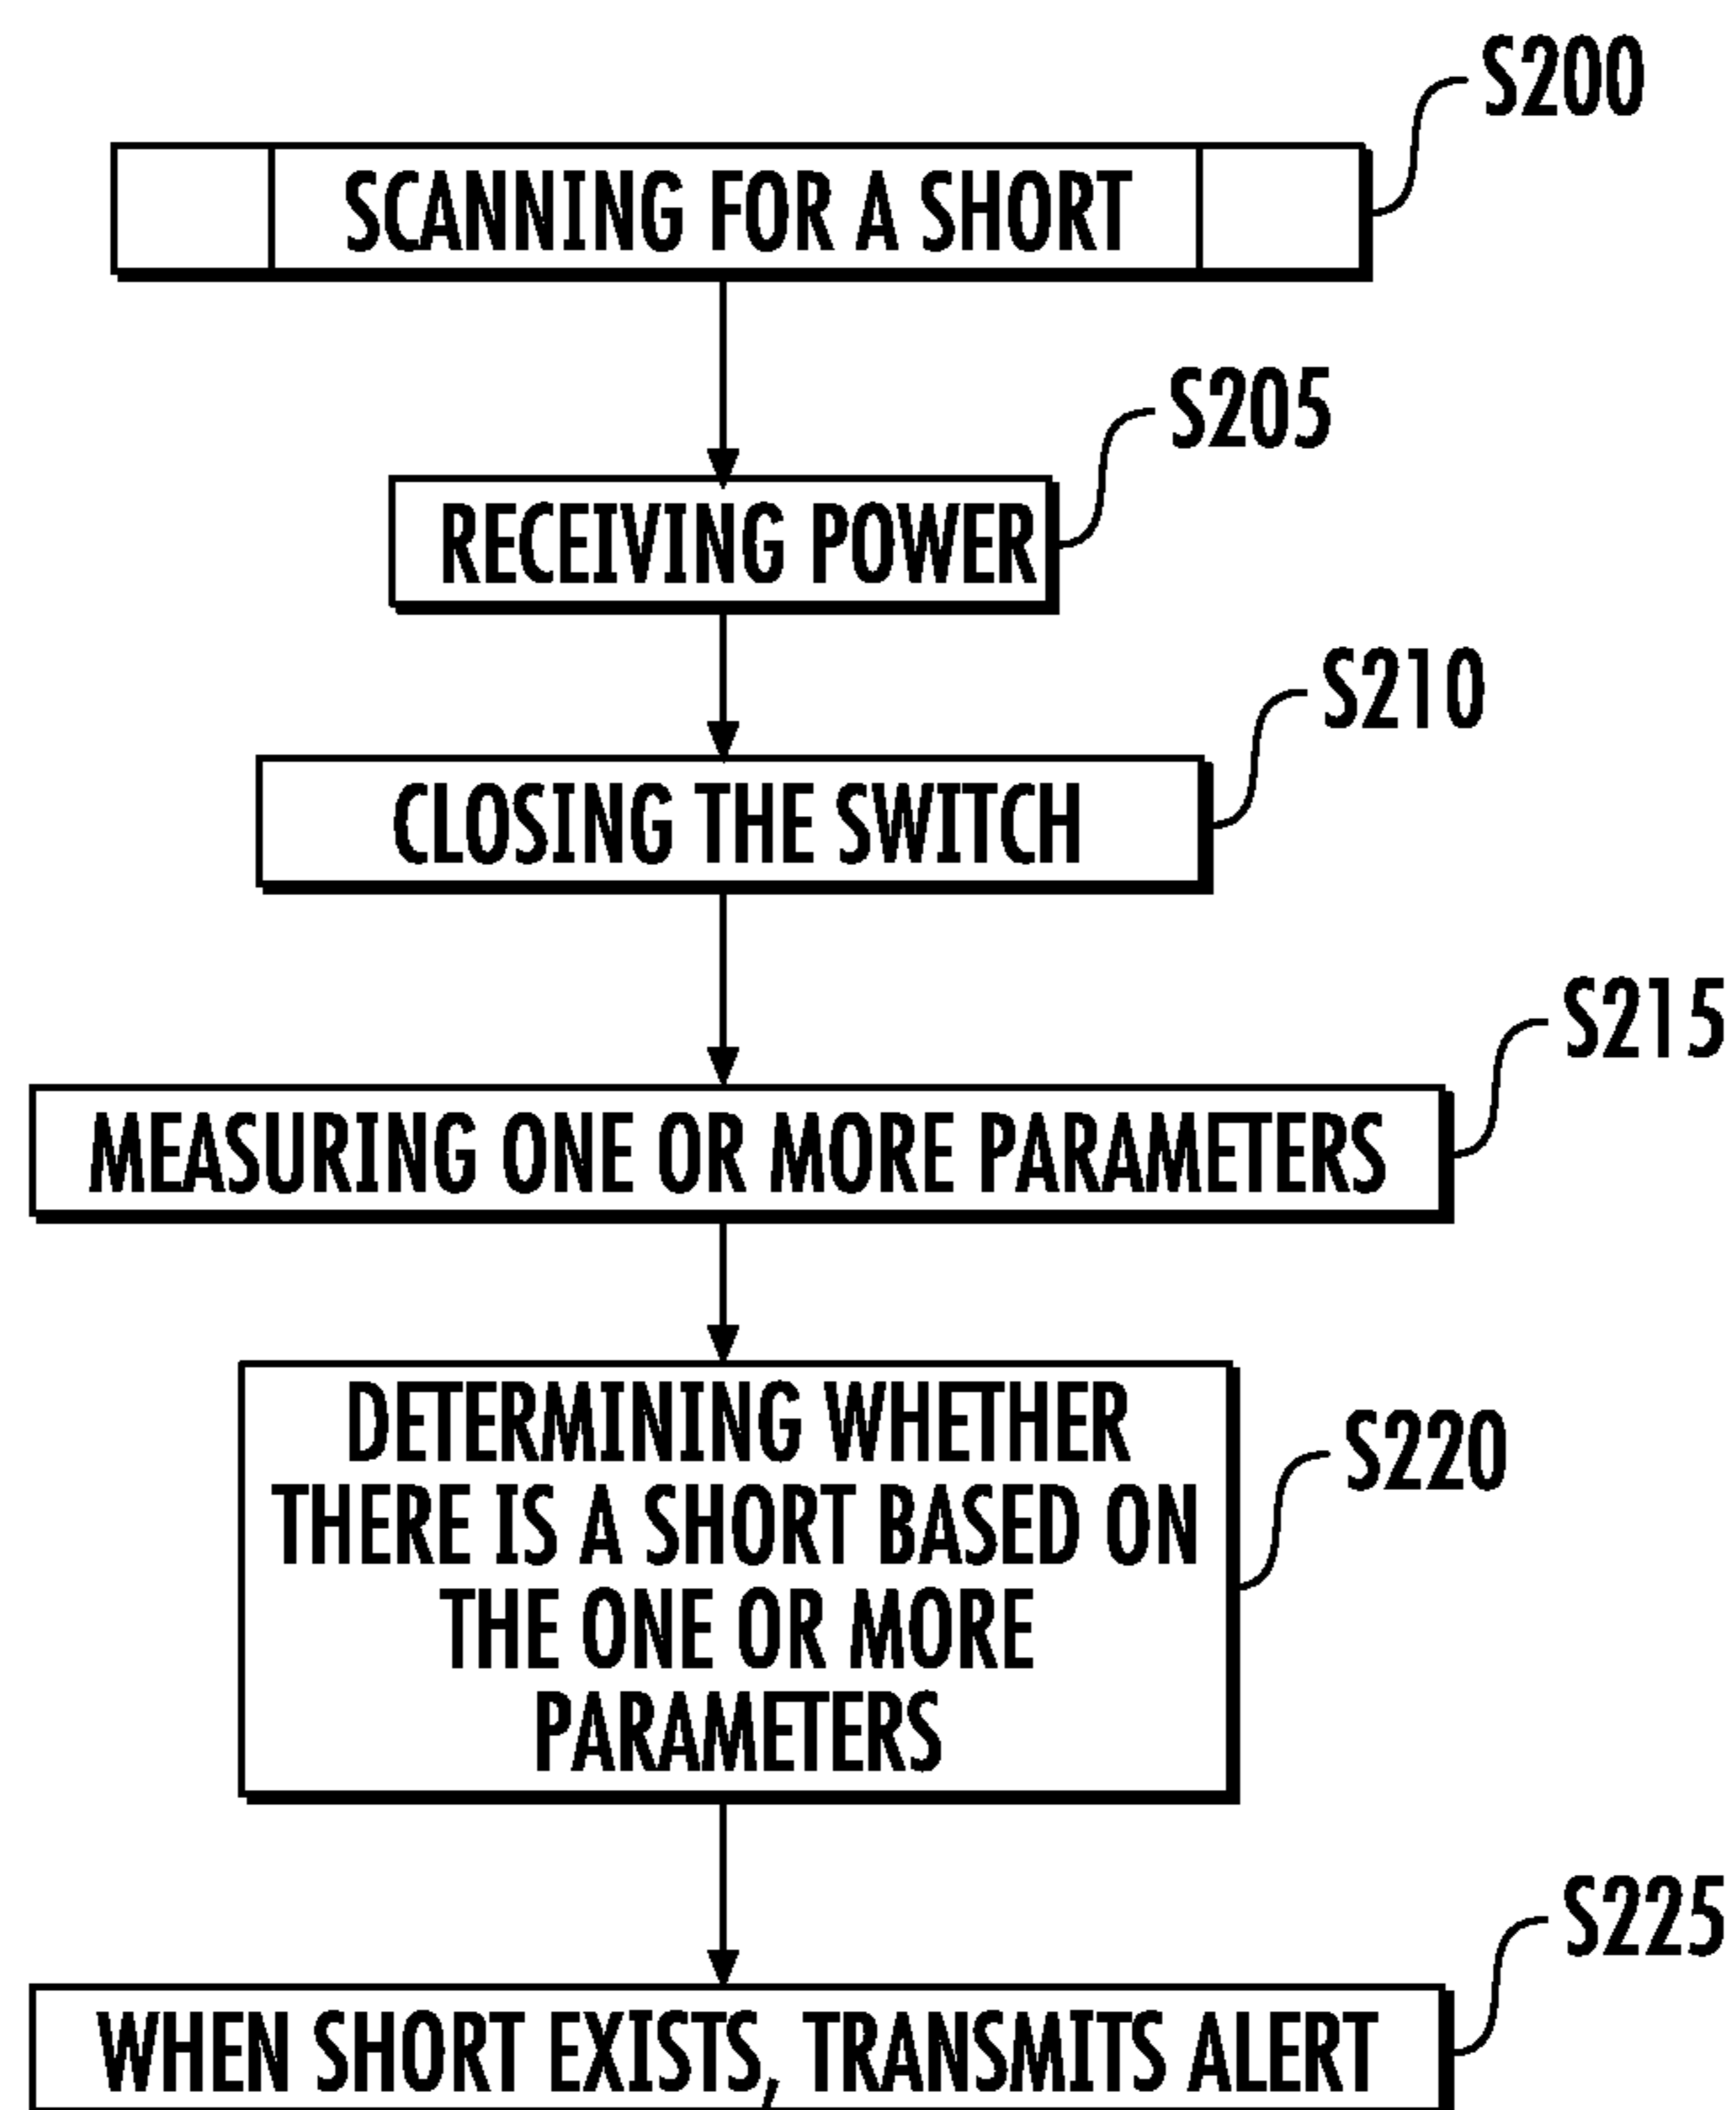 S200
SCANNING FOR A SHORT
S205
RECEIVING POWER
S210
CLOSING THE SWITCH
S215
MEASURING ONE OR MORE PARAMETERS
S220
DETERMINING WHETHER
THERE IS A SHORT BASED ON
THE ONE OR MORE
PARAMETERS
S225
WHEN SHORT EXISTS, TRANSMITS ALERT